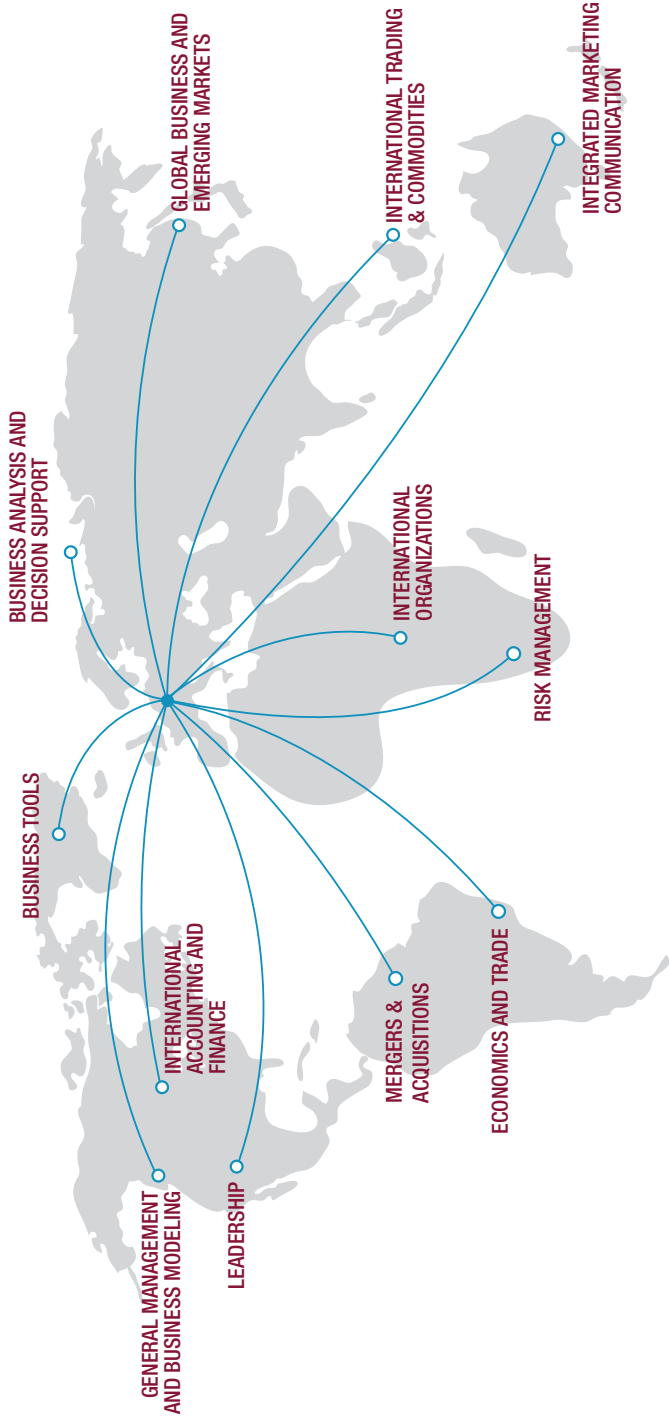 BUSINESS TOOLS
BUSINESS ANALYSIS AND
DECISION SUPPORT
GENERAL MANAGEMENT
AND BUSINESS MODELING
INTERNATIONAL
ACCOUNTING AND
FINANCE
GLOBAL BUSINESS AND
EMERGING MARKETS
LEADERSHIP
MERGERS &
ACQUISITIONS
INTERNATIONAL
ORGANIZATIONS
INTERNATIONAL TRADING
& COMMODITIES
ECONOMICS AND TRADE
RISK MANAGEMENT
INTEGRATED MARKETING
COMMUNICATION